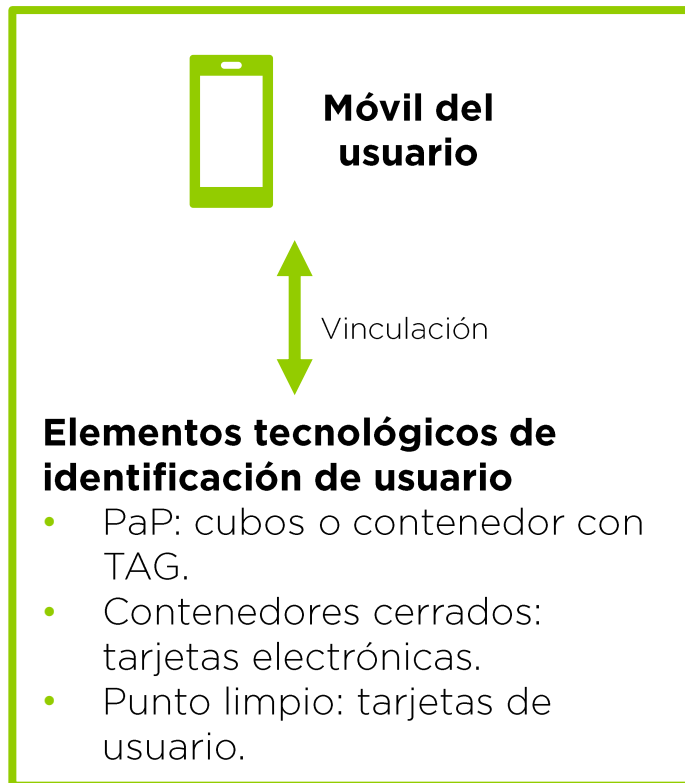 Móvil del
usuario
Vinculación
Elementos tecnológicos de
identificación de usuario
• PaP: cubos o contenedor con
TAG.
• Contenedores cerrados:
tarjetas electrónicas.
• Punto limpio: tarjetas de
usuario.